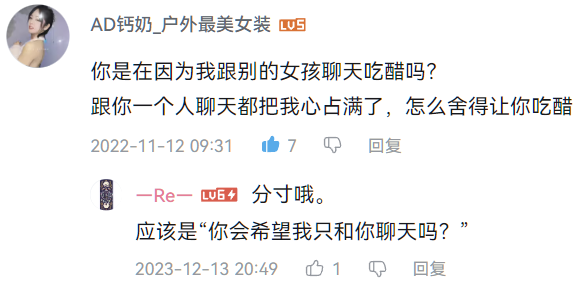 AD钙奶_户外最美女装 LV5
你是在因为我跟别的女孩聊天吃醋吗？
跟你一个人聊天都把我心占满了，怎么舍得让你吃醋
2022-11-12 09:31 7 回复
一Re一 LV6 分寸哦。
应该是“你会希望我只和你聊天吗？”
2023-12-13 20:49 1 回复